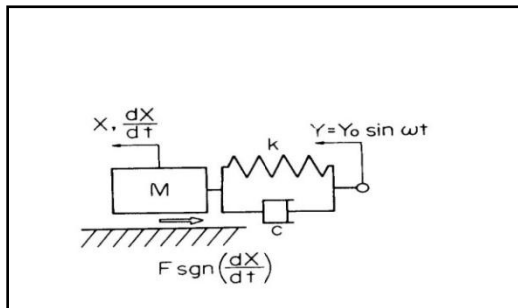 X, dX/dt
k
Y=Y₀ sin ωt
M
c
F sgn(dX/dt)